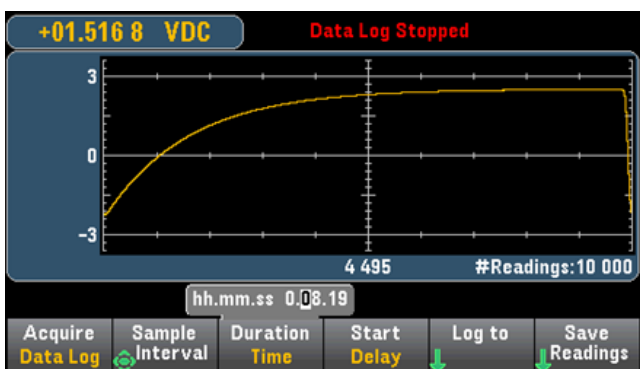 +01.516 8 VDC
Data Log Stopped
3
0
-3
4 495
#Readings:10 000
hh.mm.ss 0.08.19
Acquire
Data Log
Sample
Interval
Duration
Time
Start
Delay
Log to
Save
Readings